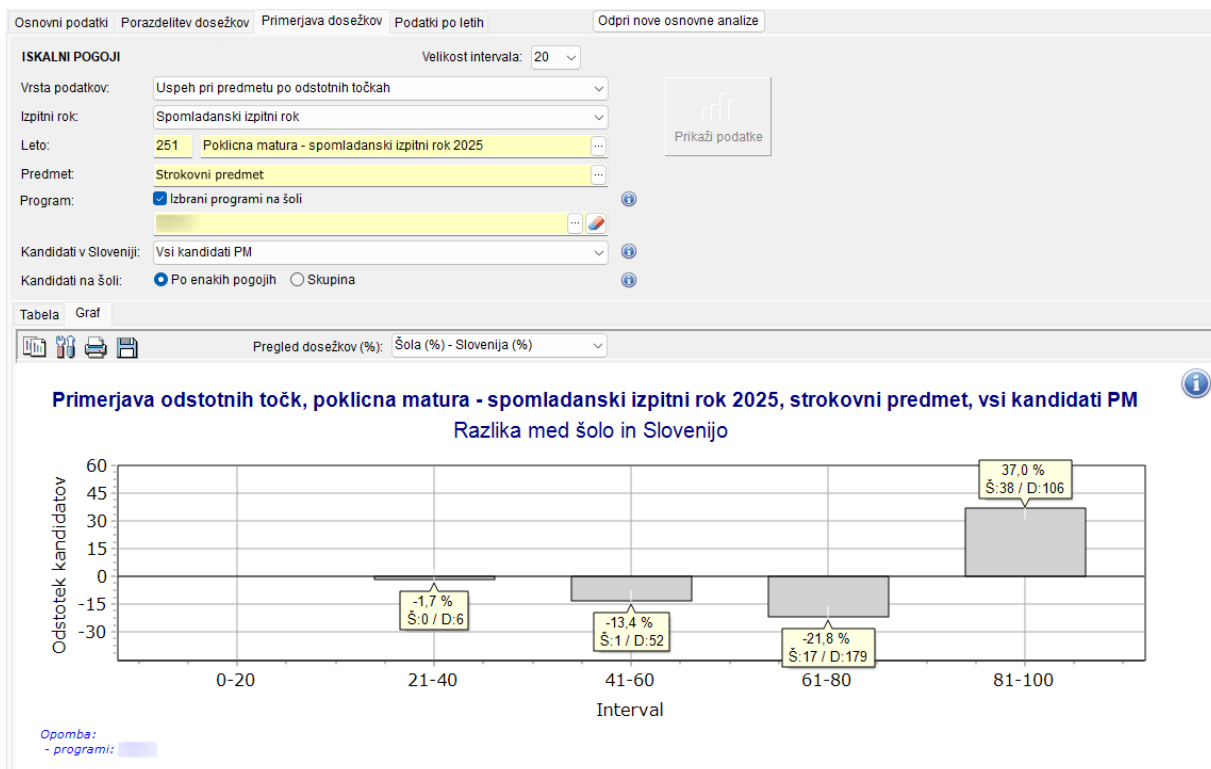 Osnovni podatki Porazdelitev dosežkov Primerjava dosežkov Podatki po letih Odpri nove osnovne analize
ISKALNI POGOJI Velikost intervala: 20
Vrsta podatkov: Uspeh pri predmetu po odstotnih točkah
Izpitni rok: Spomladanski izpitni rok
Prikaži podatke
Leto: 251 Poklicna matura - spomladanski izpitni rok 2025 ...
Predmet: Strokovni predmet ...
Program: Izbrani programi na šoli
...
Kandidati v Sloveniji: Vsi kandidati PM
Kandidati na šoli: Po enakih pogojih Skupina
Tabela Graf
Pregled dosežkov (%): Šola (%) - Slovenija (%)
Primerjava odstotnih točk, poklicna matura - spomladanski izpitni rok 2025, strokovni predmet, vsi kandidati PM
Razlika med šolo in Slovenijo
Odstotek kandidatov
60
45
30
15
0
-15
-30
-1,7 %
Š:0 / D:6
-13,4 %
Š:1 / D:52
-21,8 %
Š:17 / D:179
37,0 %
Š:38 / D:106
0-20 21-40 41-60 61-80 81-100
Interval
Opomba:
- programi: